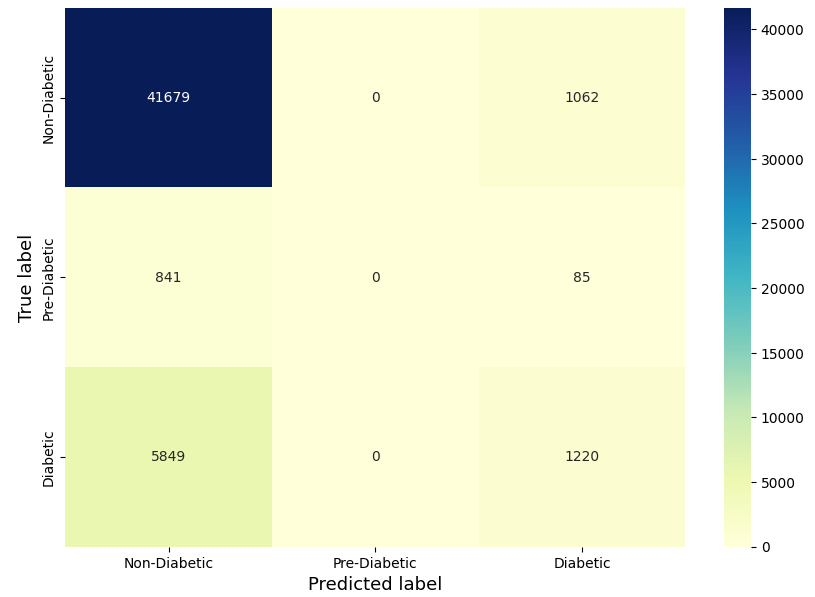 True label
Non-Diabetic
41679 0 1062
Pre-Diabetic
841 0 85
Diabetic
5849 0 1220
Non-Diabetic Pre-Diabetic Diabetic
Predicted label
40000
35000
30000
25000
20000
15000
10000
5000
0